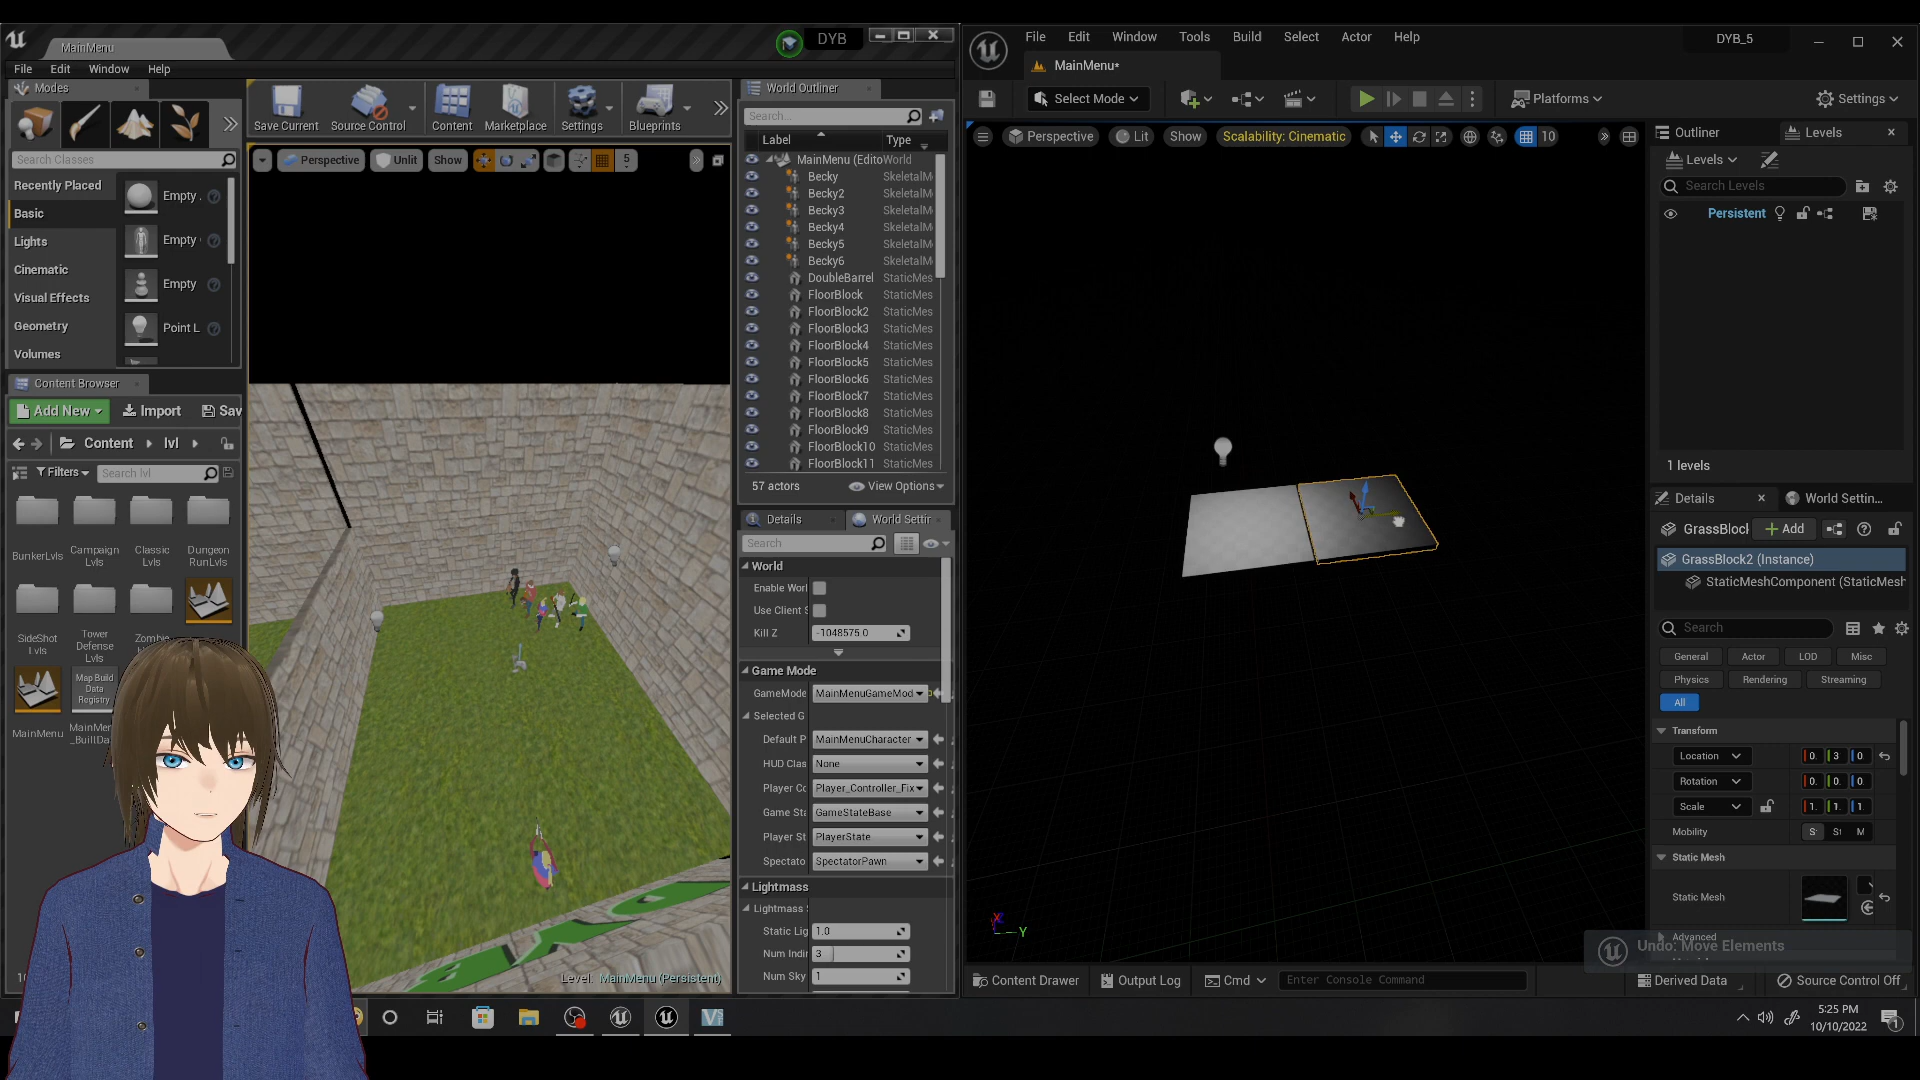 MainMenu
DYB
File Edit Window Help
Modes
Search Classes
Recently Placed
Basic
Lights
Cinematic
Visual Effects
Geometry
Volumes
Empty
Empty
Empty
Point L
Save Current
Source Control
Content
Marketplace
Settings
Blueprints
Perspective
Unlit
Show
5
World Outliner
Search...
Label Type
MainMenu (Edito World
Becky SkeletalM
Becky2 SkeletalM
Becky3 SkeletalM
Becky4 SkeletalM
Becky5 SkeletalM
Becky6 SkeletalM
DoubleBarrel StaticMes
FloorBlock StaticMes
FloorBlock2 StaticMes
FloorBlock3 StaticMes
FloorBlock4 StaticMes
FloorBlock5 StaticMes
FloorBlock6 StaticMes
FloorBlock7 StaticMes
FloorBlock8 StaticMes
FloorBlock9 StaticMes
FloorBlock10 StaticMes
FloorBlock11 StaticMes
57 actors
View Options
Content Browser
Add New
Import
Sav
Content lvl
Filters
Search lvl
BunkerLvls
Campaign
Lvls
Classic
Lvls
Dungeon
RunLvls
SideShot
Lvls
Tower
Defense
Lvls
Zombie
MainMenu
Map Build
Data
Registry
MainMen
_BuiltDa
Level: MainMenu (Persistent)
Details
World Settir
Search
World
Enable Worl
Use Client S
Kill Z -1048575.0
Game Mode
GameMode MainMenuGameMod
Selected G
Default P MainMenuCharacter
HUD Clas None
Player Cc Player_Controller_Fix
Game Sta GameStateBase
Player St PlayerState
Spectato SpectatorPawn
Lightmass
Lightmass S
Static Lig 1.0
Num Indir 3
Num Sky 1
File Edit Window Tools Build Select Actor Help
DYB_5
MainMenu*
Select Mode
Platforms
Settings
Perspective
Lit
Show
Scalability: Cinematic
10
Outliner
Levels
Levels
Search Levels
Persistent
1 levels
Details
World Settin...
GrassBlocl
Add
GrassBlock2 (Instance)
StaticMeshComponent (StaticMesh
Search
General Actor LOD Misc
Physics Rendering Streaming
All
Transform
Location 0. 3 0
Rotation 0. 0. 0.
Scale 1. 1. 1.
Mobility S St M
Static Mesh
Static Mesh
Advanced
Undo: Move Elements
X
Y
Content Drawer
Output Log
Cmd
Enter Console Command
Derived Data
Source Control Off
5:25 PM
10/10/2022
1